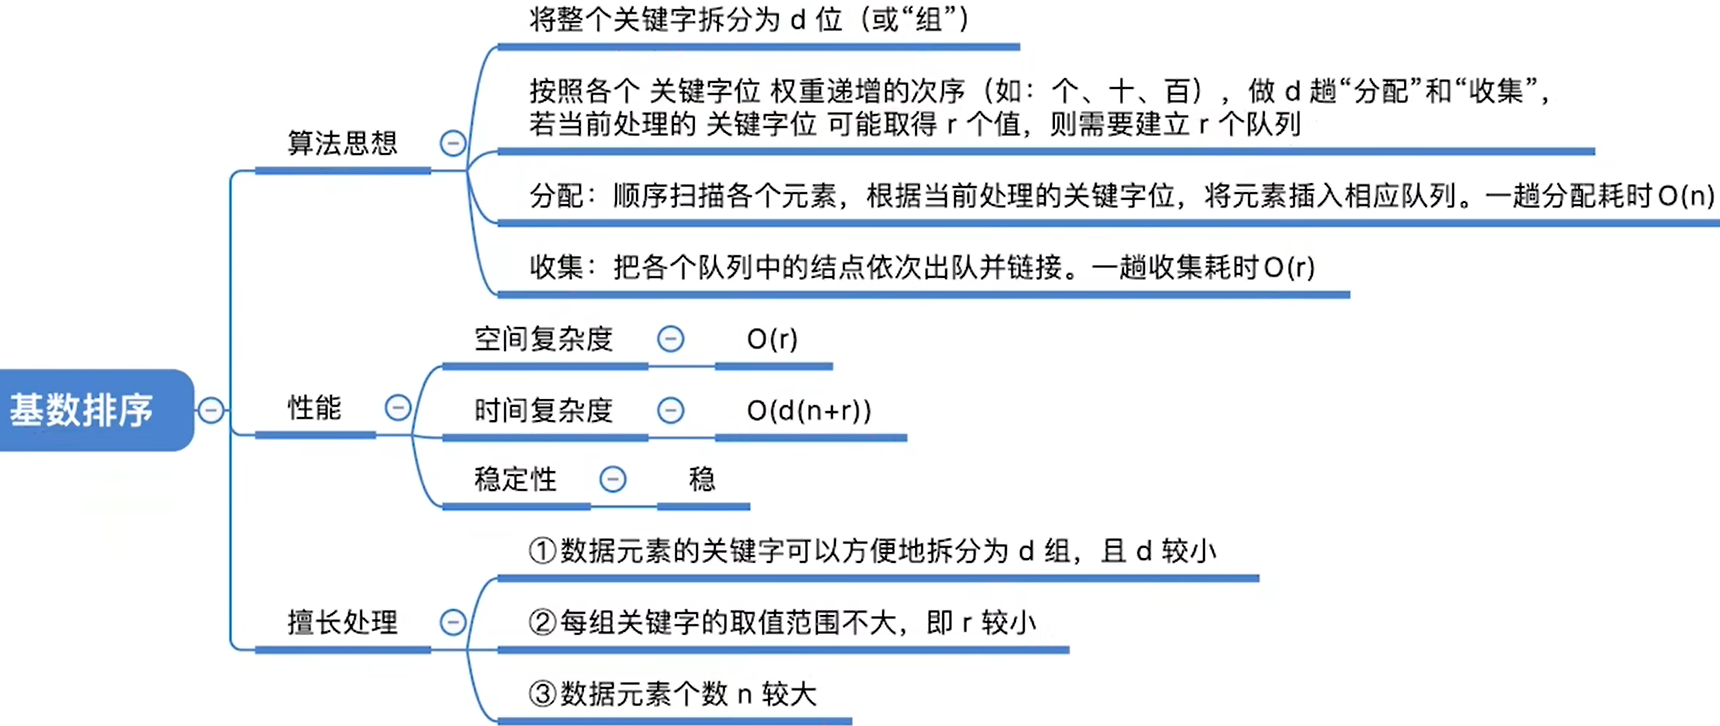 将整个关键字拆分为 d 位（或“组”）
按照各个 关键字位 权重递增的次序（如：个、十、百），做 d 趟“分配”和“收集”，
若当前处理的 关键字位 可能取得 r 个值，则需要建立 r 个队列
算法思想
分配：顺序扫描各个元素，根据当前处理的关键字位，将元素插入相应队列。一趟分配耗时O(n)
收集：把各个队列中的结点依次出队并链接。一趟收集耗时O(r)
基数排序
性能
空间复杂度
O(r)
时间复杂度
O(d(n+r))
稳定性
稳
擅长处理
①数据元素的关键字可以方便地拆分为 d 组，且 d 较小
②每组关键字的取值范围不大，即 r 较小
③数据元素个数 n 较大